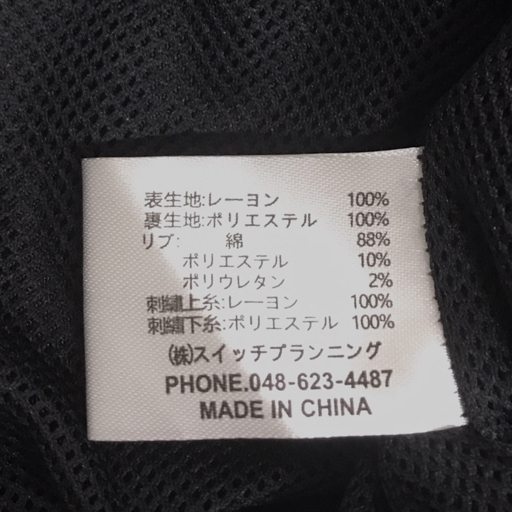 表生地:レーヨン 100%
裏生地:ポリエステル 100%
リブ: 綿 88%
ポリエステル 10%
ポリウレタン 2%
刺繡上糸:レーヨン 100%
刺繡下糸:ポリエステル 100%
㈱スイッチプランニング
PHONE.048-623-4487
MADE IN CHINA